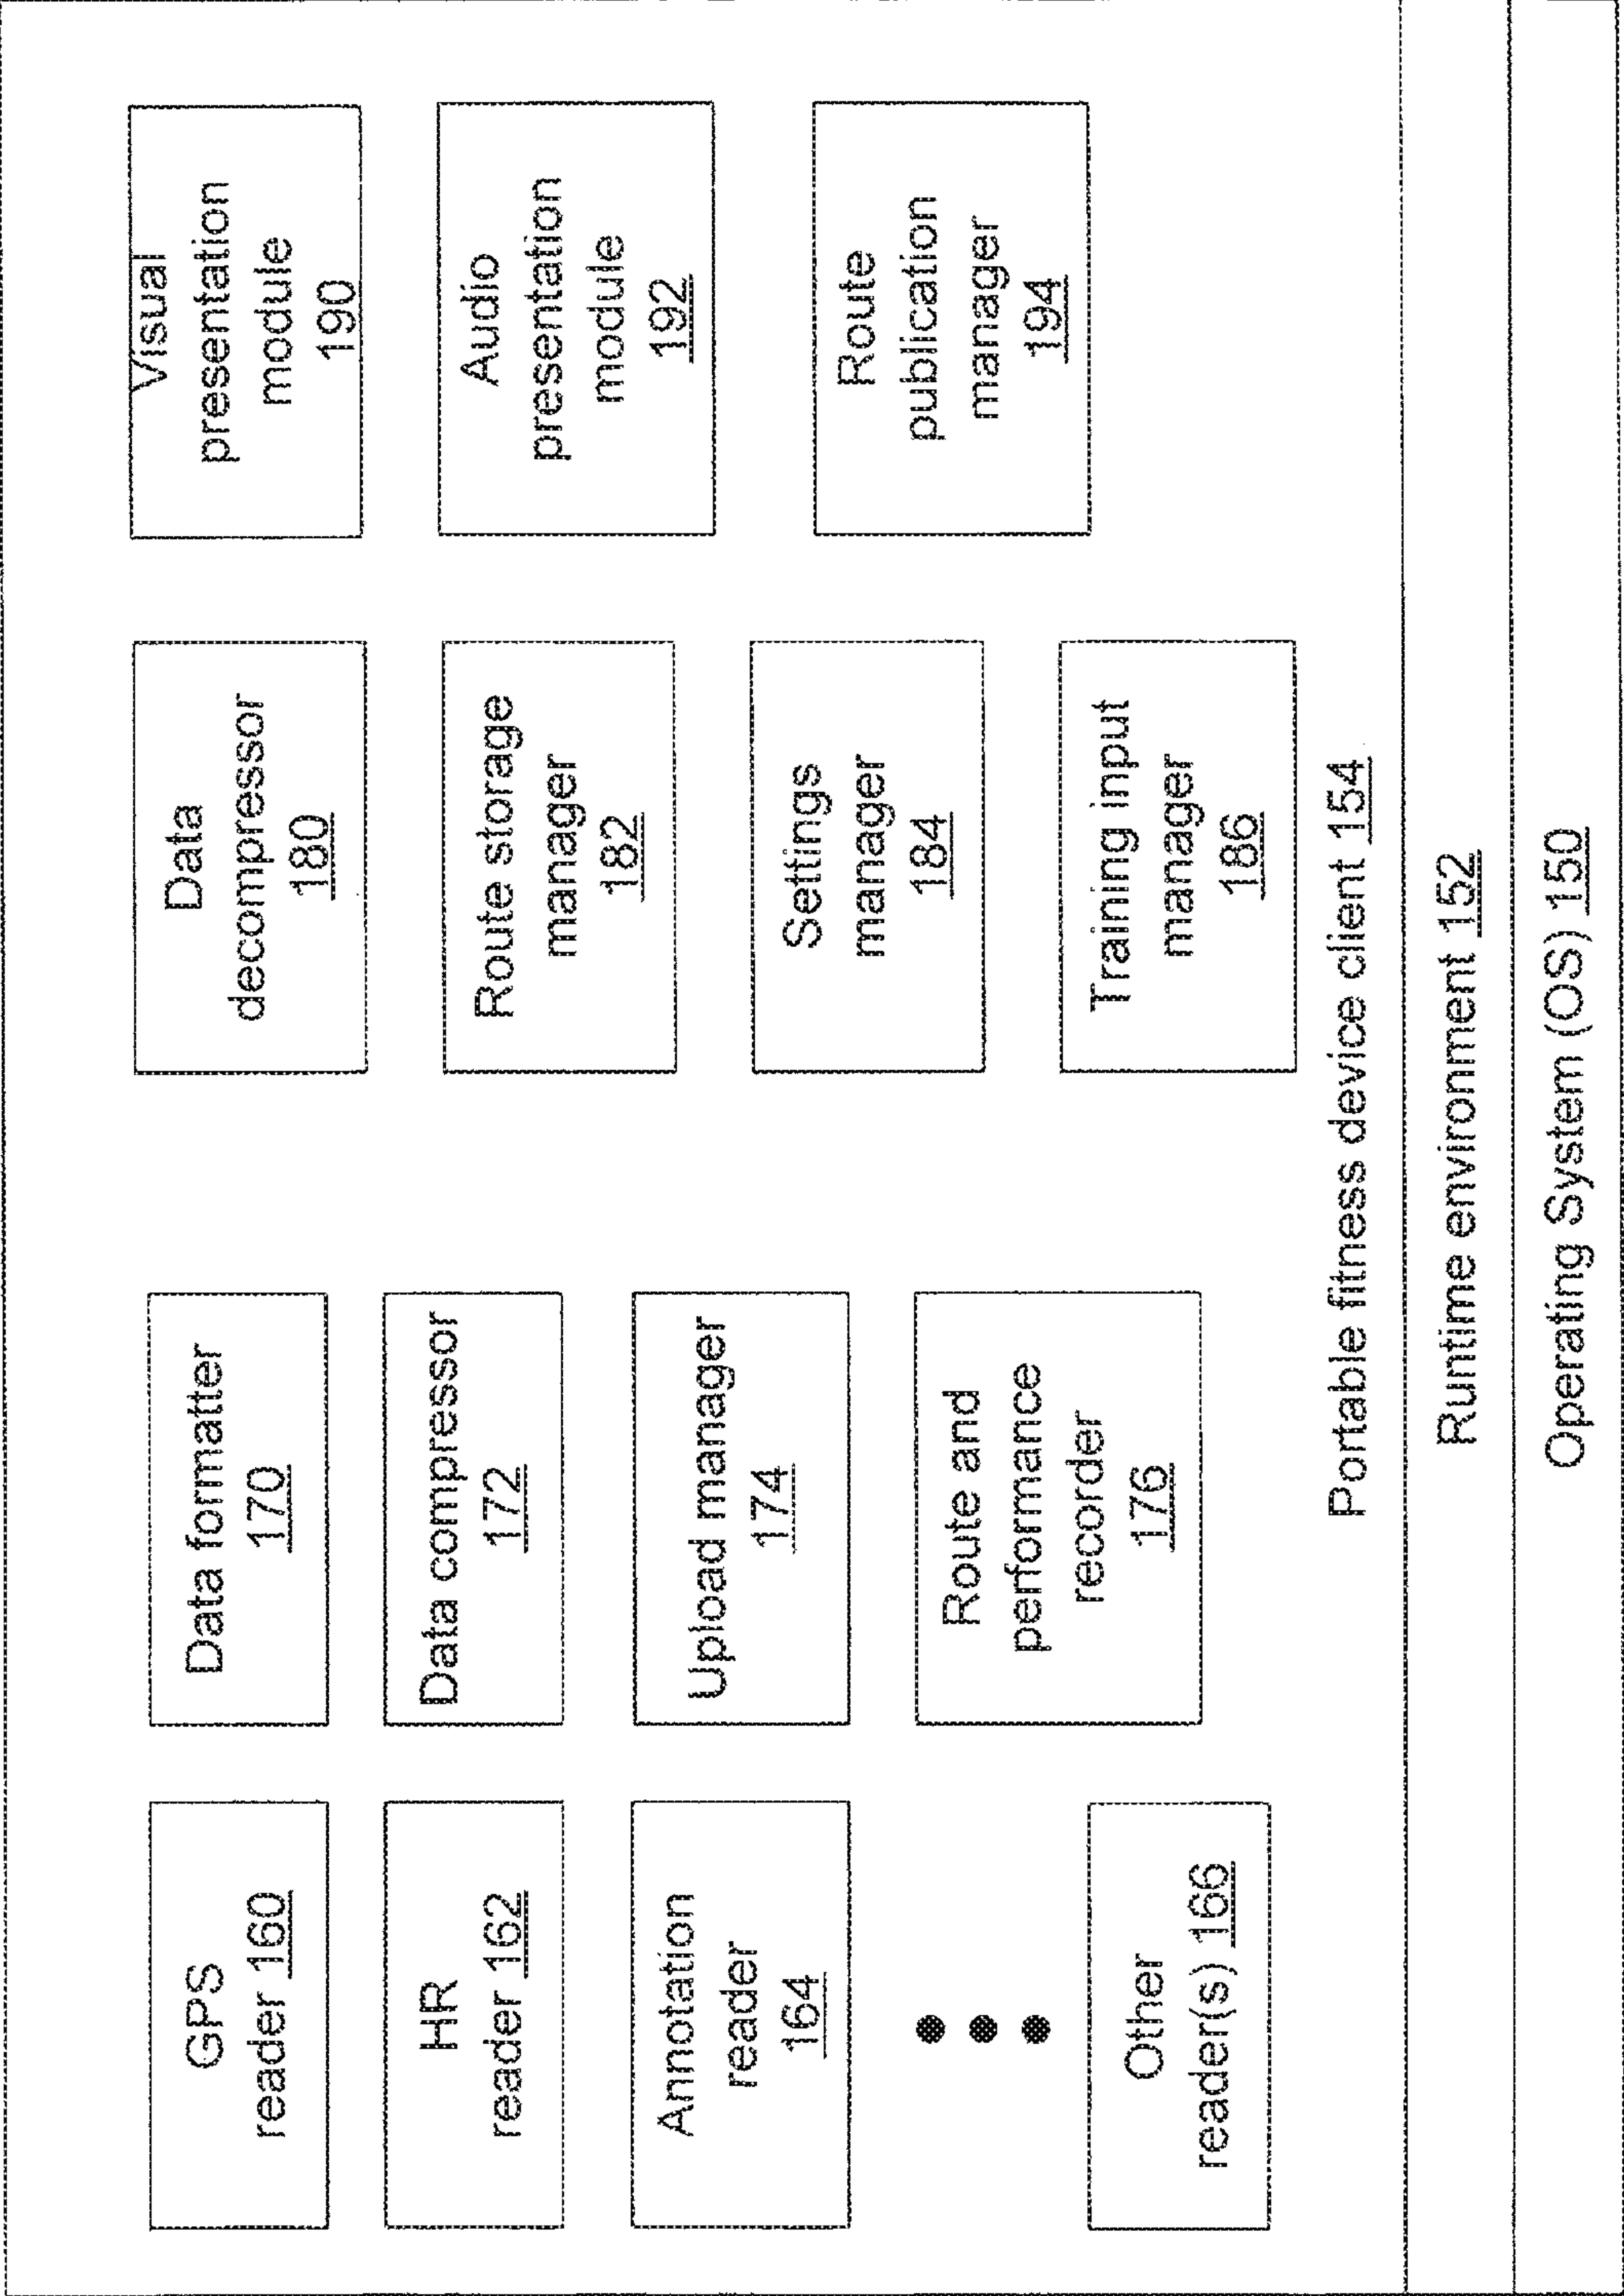 GPS
reader 160
HR
reader 162
Annotation
reader
164
Other
reader(s) 166
Data formatter
170
Data compressor
172
Upload manager
174
Route and
performance
recorder
176
Data
decompressor
180
Route storage
manager
182
Settings
manager
184
Training input
manager
186
Visual
presentation
module
190
Audio
presentation
module
192
Route
publication
manager
194
Portable fitness device client 154
Runtime environment 152
Operating System (OS) 150